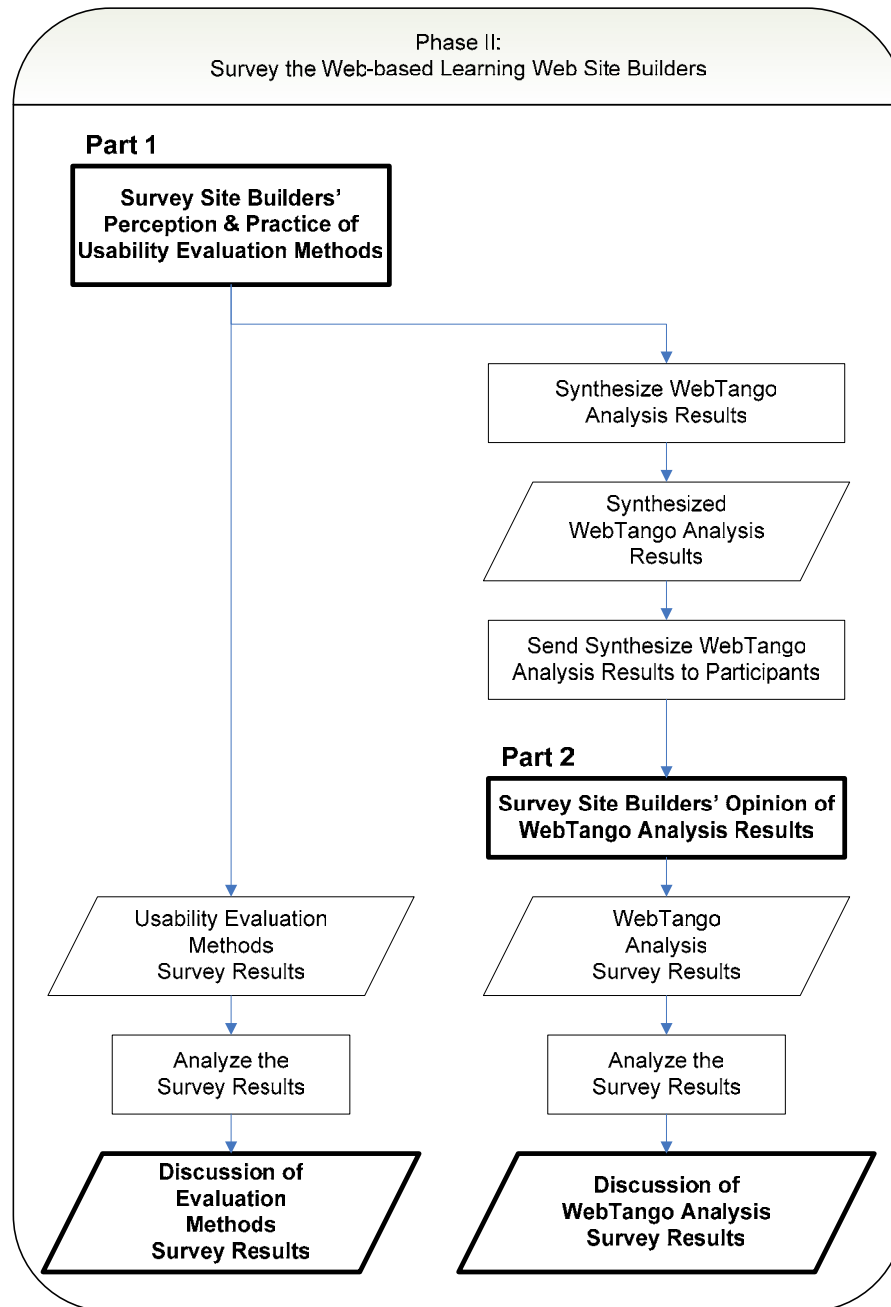 Phase II:
Survey the Web-based Learning Web Site Builders
Part 1
Survey Site Builders’
Perception & Practice of
Usability Evaluation Methods
Synthesize WebTango
Analysis Results
Synthesized
WebTango Analysis
Results
Send Synthesize WebTango
Analysis Results to Participants
Part 2
Survey Site Builders’ Opinion of
WebTango Analysis Results
Usability Evaluation
Methods
Survey Results
WebTango
Analysis
Survey Results
Analyze the
Survey Results
Analyze the
Survey Results
Discussion of
Evaluation
Methods
Survey Results
Discussion of
WebTango Analysis
Survey Results